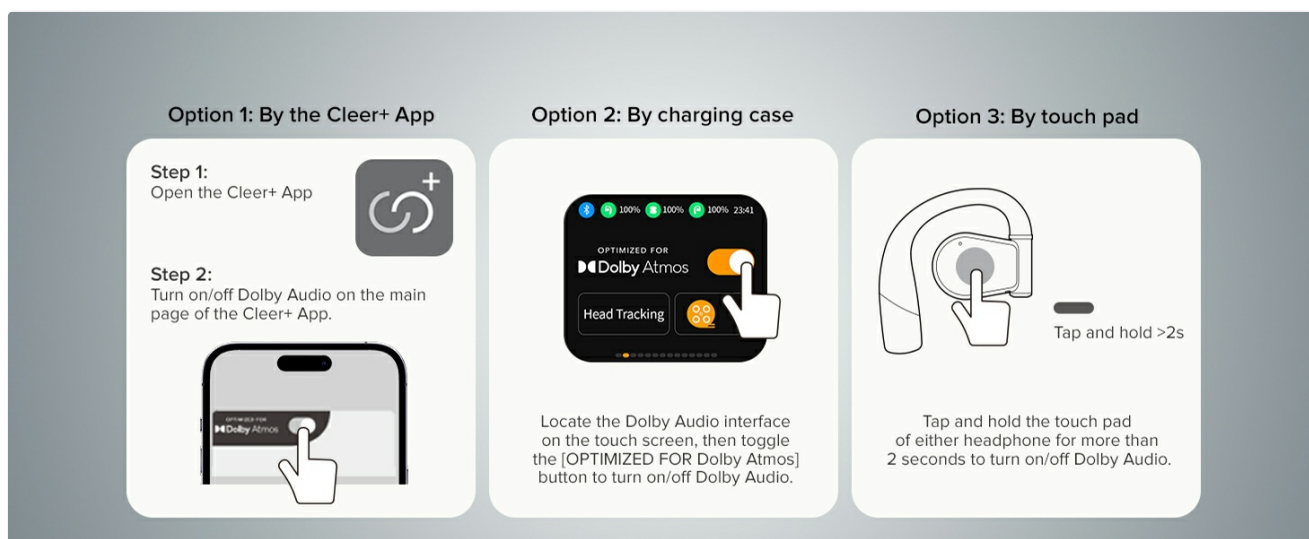 Option 1: By the Cleer+ App
Step 1:
Open the Cleer+ App
Step 2:
Turn on/off Dolby Audio on the main
page of the Cleer+ App.
OPTIMIZED FOR
Dolby Atmos
Option 2: By charging case
100% 100% 100% 23:41
OPTIMIZED FOR
Dolby Atmos
Head Tracking
Locate the Dolby Audio interface
on the touch screen, then toggle
the [OPTIMIZED FOR Dolby Atmos]
button to turn on/off Dolby Audio.
Option 3: By touch pad
Tap and hold >2s
Tap and hold the touch pad
of either headphone for more than
2 seconds to turn on/off Dolby Audio.